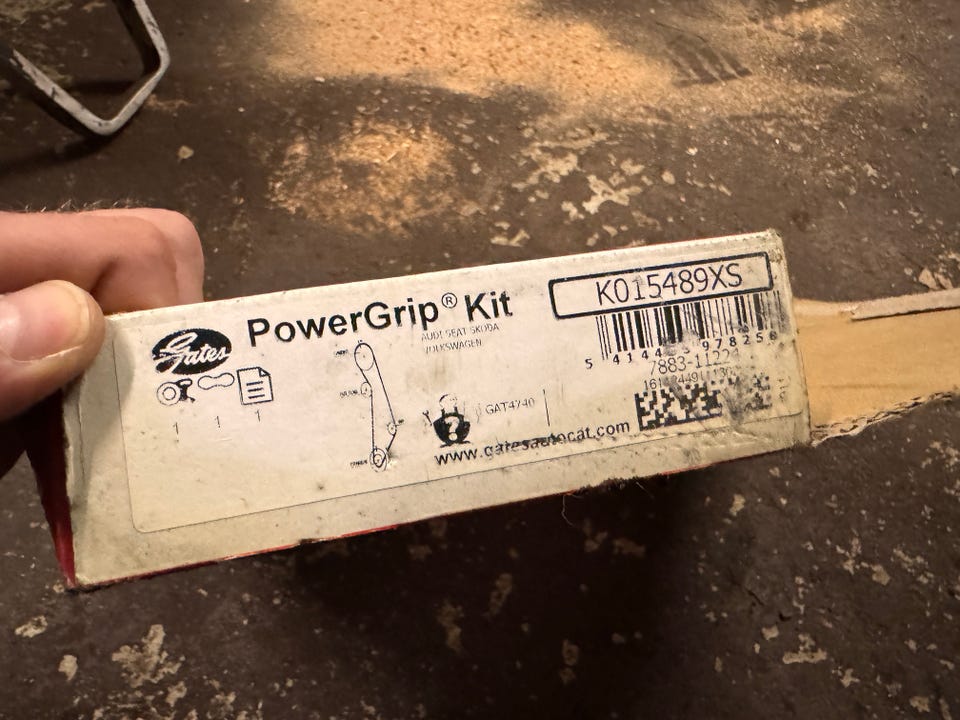 Gates
PowerGrip® Kit
K015489XS
AUDI SEAT SKODA
VOLKSWAGEN
7883-11224
1 1 1
?
GAT4740
www.gatesautocat.com